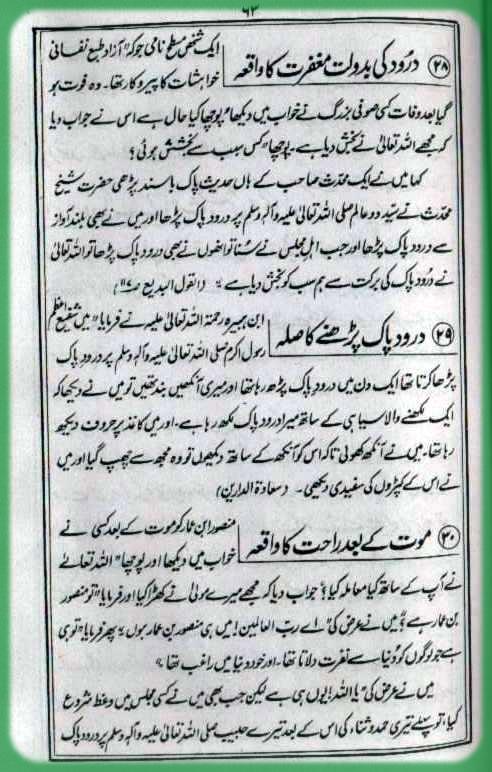 ۶۳
۲۸ درود کی بدولت مغفرت کا واقعہ
ایک شخص مسطح نامی جو کہ "آزاد طبع نفسانی
خواہشات کا پیروکار تھا۔ وہ فوت ہو
گیا بعد وفات کسی صوفی بزرگ نے خواب میں دیکھا" پوچھا کیا حال ہے اس نے جواب دیا
کہ مجھے اللہ تعالیٰ نے بخش دیا ہے۔ پوچھا" کس سبب سے بخشش ہوئی؟
کہا میں نے ایک محدث صاحب کے ہاں حدیث پاک باسند پڑھی حضرت شیخ
محدث نے سید دو عالم صلی اللہ تعالیٰ علیہ وآلہٖ وسلم پر درود پاک پڑھا اور میں نے بھی بلند آواز
سے درود پاک پڑھا اور جب اہل مجلس نے سنا تو انھوں نے بھی درود پاک پڑھا تو اللہ تعالیٰ
نے درود پاک کی برکت سے ہم سب کو بخش دیا ہے" (القول البدیع ص۱۱۷)
۲۹ درود پاک پڑھنے کا صلہ
ابن ہبیرہ رحمۃ اللہ تعالیٰ علیہ نے فرمایا "میں شفیع معظم
رسول اکرم صلی اللہ تعالیٰ علیہ وآلہٖ وسلم پر درود پاک
پڑھا کرتا تھا ایک دن میں درود پاک پڑھ رہا تھا اور میری آنکھیں بند تھیں تو میں نے دیکھا کہ
ایک لکھنے والا سیاہی کے ساتھ میرا درود پاک لکھ رہا ہے۔ اور میں کاغذ پر حروف دیکھ
رہا تھا۔ میں نے آنکھ کھولی تاکہ اس کو آنکھ کے ساتھ دیکھوں تو وہ مجھ سے چھپ گیا اور میں
نے اس کے کپڑوں کی سفیدی دیکھی۔ (سعادۃ الدارین)
۳۰ موت کے بعد راحت کا واقعہ
منصور ابن عمار کو موت کے بعد کسی نے
خواب میں دیکھا اور پوچھا" اللہ تعالےٰ
نے آپ کے ساتھ کیا معاملہ کیا؟" جواب دیا کہ مجھے میرے مولیٰ نے کھڑا کیا اور فرمایا" تو منصور
بن عمار ہے؟" میں نے عرض کی" اے رب العالمین! میں ہی منصور بن عمار ہوں" پھر فرمایا" تو ہی
ہے جو لوگوں کو دنیا سے نفرت دلاتا تھا۔ اور خود دنیا میں راغب تھا"
میں نے عرض کی" یا اللہ! یوں ہی ہے لیکن جب بھی میں نے کسی مجلس میں وعظ شروع
کیا، تو پہلے تیری حمد و ثناء کی اس کے بعد تیرے حبیب صلی اللہ تعالیٰ علیہ وآلہٖ وسلم پر درود پاک